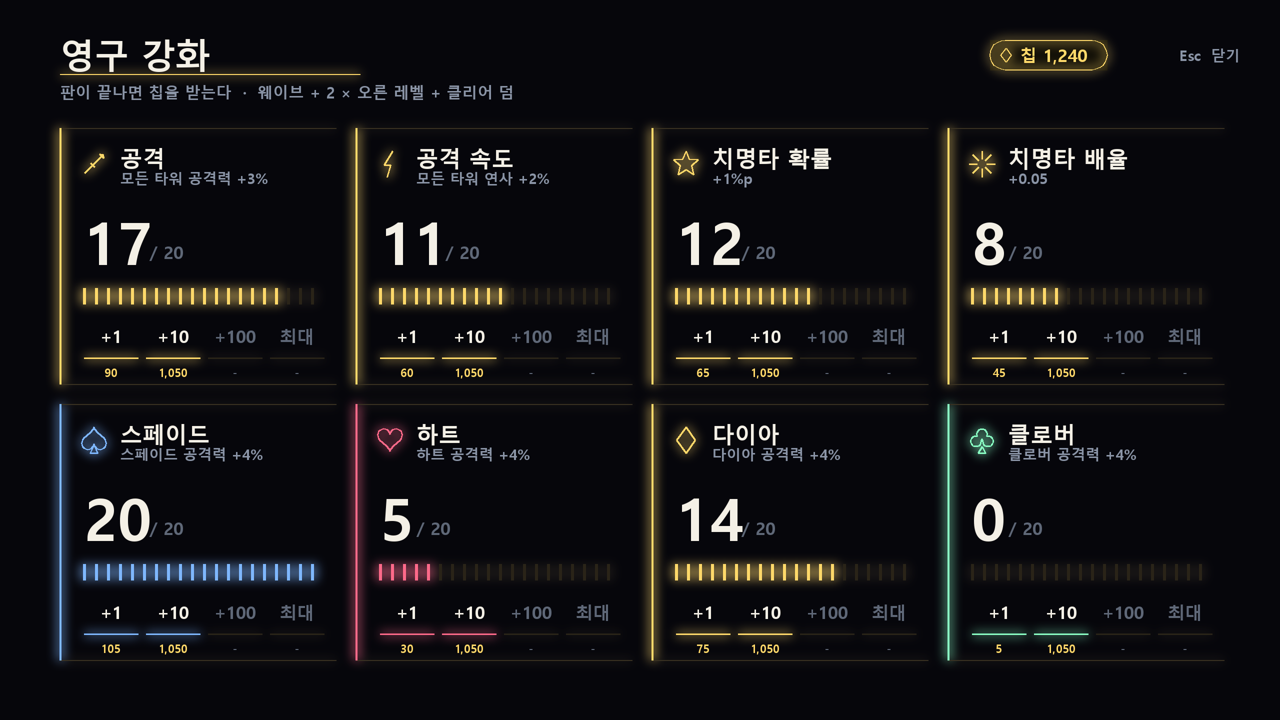 영구 강화
칩 1,240
Esc 닫기
판이 끝나면 칩을 받는다 · 웨이브 + 2 × 오른 레벨 + 클리어 덤
공격
모든 타워 공격력 +3%
17 / 20
+1 +10 +100 최대
90 1,050 - -
공격 속도
모든 타워 연사 +2%
11 / 20
+1 +10 +100 최대
60 1,050 - -
치명타 확률
+1%p
12 / 20
+1 +10 +100 최대
65 1,050 - -
치명타 배율
+0.05
8 / 20
+1 +10 +100 최대
45 1,050 - -
스페이드
스페이드 공격력 +4%
20 / 20
+1 +10 +100 최대
105 1,050 - -
하트
하트 공격력 +4%
5 / 20
+1 +10 +100 최대
30 1,050 - -
다이아
다이아 공격력 +4%
14 / 20
+1 +10 +100 최대
75 1,050 - -
클로버
클로버 공격력 +4%
0 / 20
+1 +10 +100 최대
5 1,050 - -